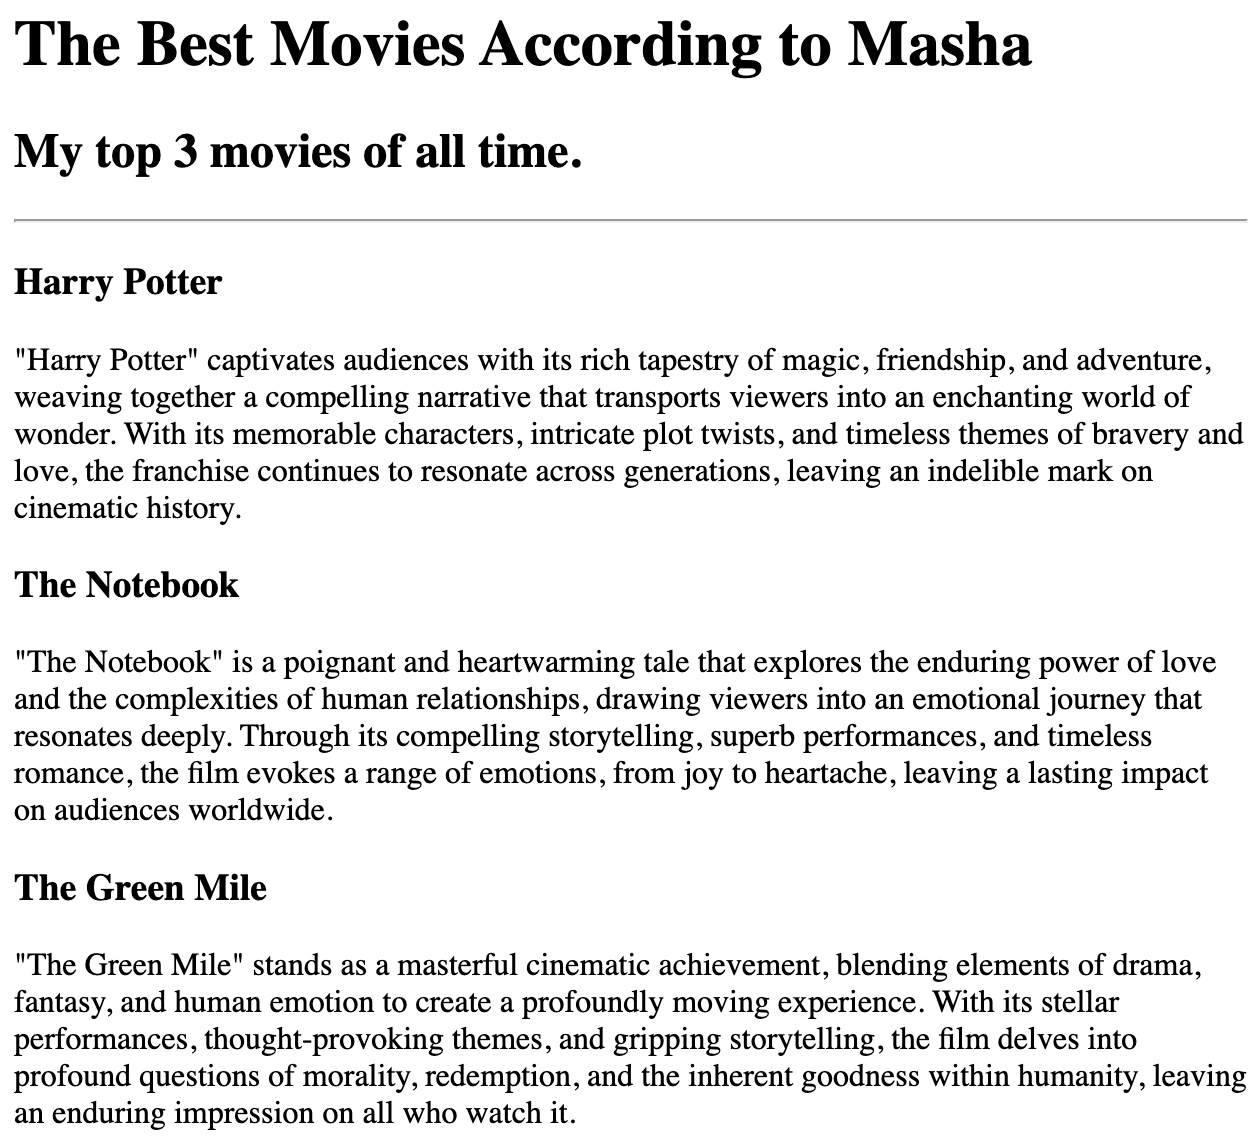 The Best Movies According to Masha
My top 3 movies of all time.
Harry Potter
"Harry Potter" captivates audiences with its rich tapestry of magic, friendship, and adventure,
weaving together a compelling narrative that transports viewers into an enchanting world of
wonder. With its memorable characters, intricate plot twists, and timeless themes of bravery and
love, the franchise continues to resonate across generations, leaving an indelible mark on
cinematic history.
The Notebook
"The Notebook" is a poignant and heartwarming tale that explores the enduring power of love
and the complexities of human relationships, drawing viewers into an emotional journey that
resonates deeply. Through its compelling storytelling, superb performances, and timeless
romance, the film evokes a range of emotions, from joy to heartache, leaving a lasting impact
on audiences worldwide.
The Green Mile
"The Green Mile" stands as a masterful cinematic achievement, blending elements of drama,
fantasy, and human emotion to create a profoundly moving experience. With its stellar
performances, thought-provoking themes, and gripping storytelling, the film delves into
profound questions of morality, redemption, and the inherent goodness within humanity, leaving
an enduring impression on all who watch it.